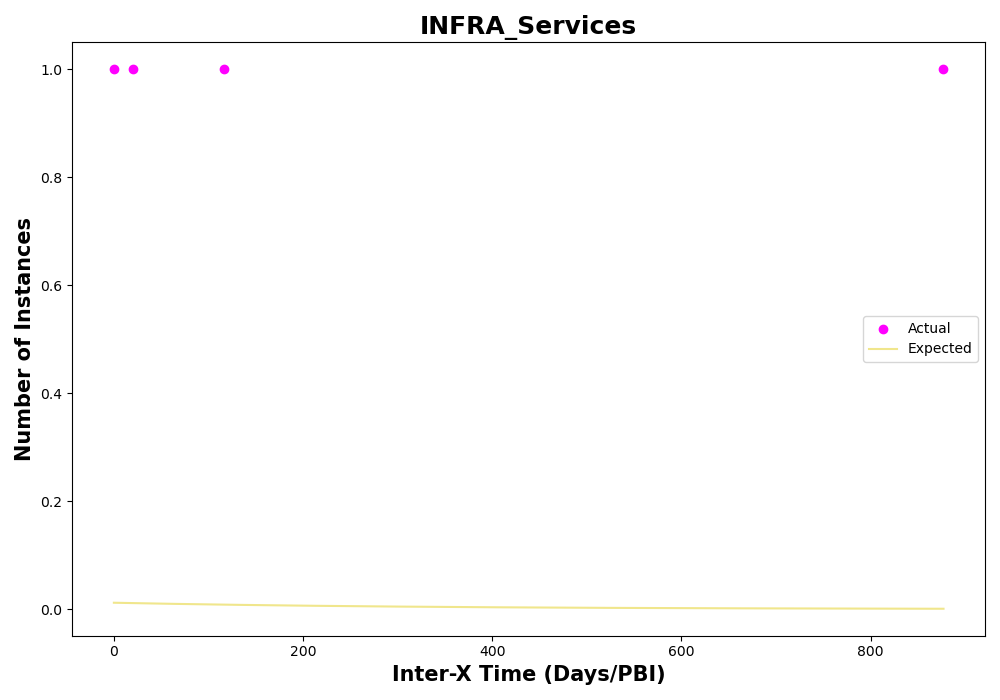 INFRA_Services
Number of Instances
1.0
0.8
0.6
0.4
0.2
0.0
Actual
Expected
0
200
400
600
800
Inter-X Time (Days/PBI)